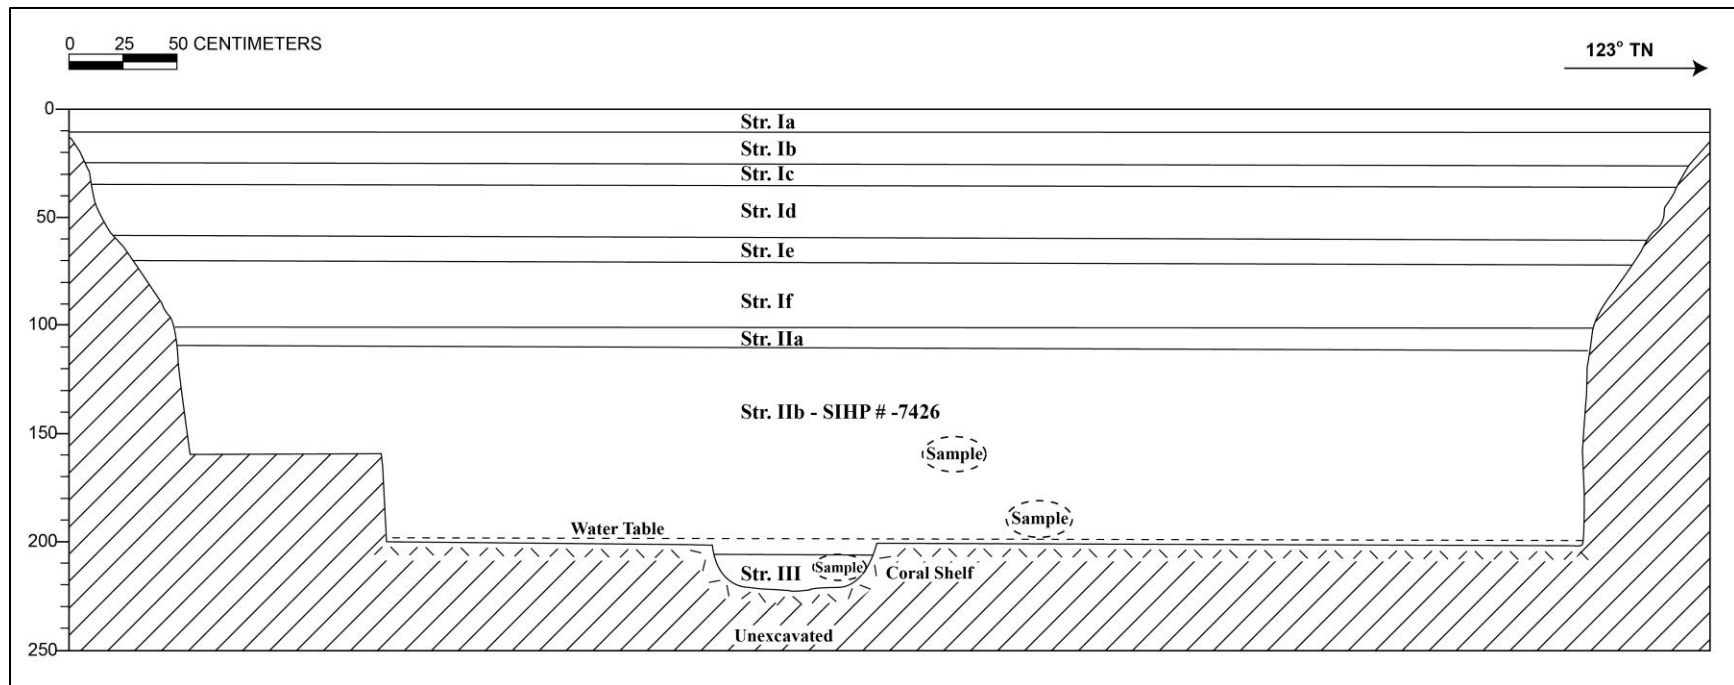 0 25 50 CENTIMETERS
123° TN
0
Str. Ia
Str. Ib
Str. Ic
Str. Id
50
Str. Ie
Str. If
100
Str. IIa
Str. IIb - SIHP # -7426
150
Sample
Sample
Water Table
200
Str. III
Sample
Coral Shelf
Unexcavated
250